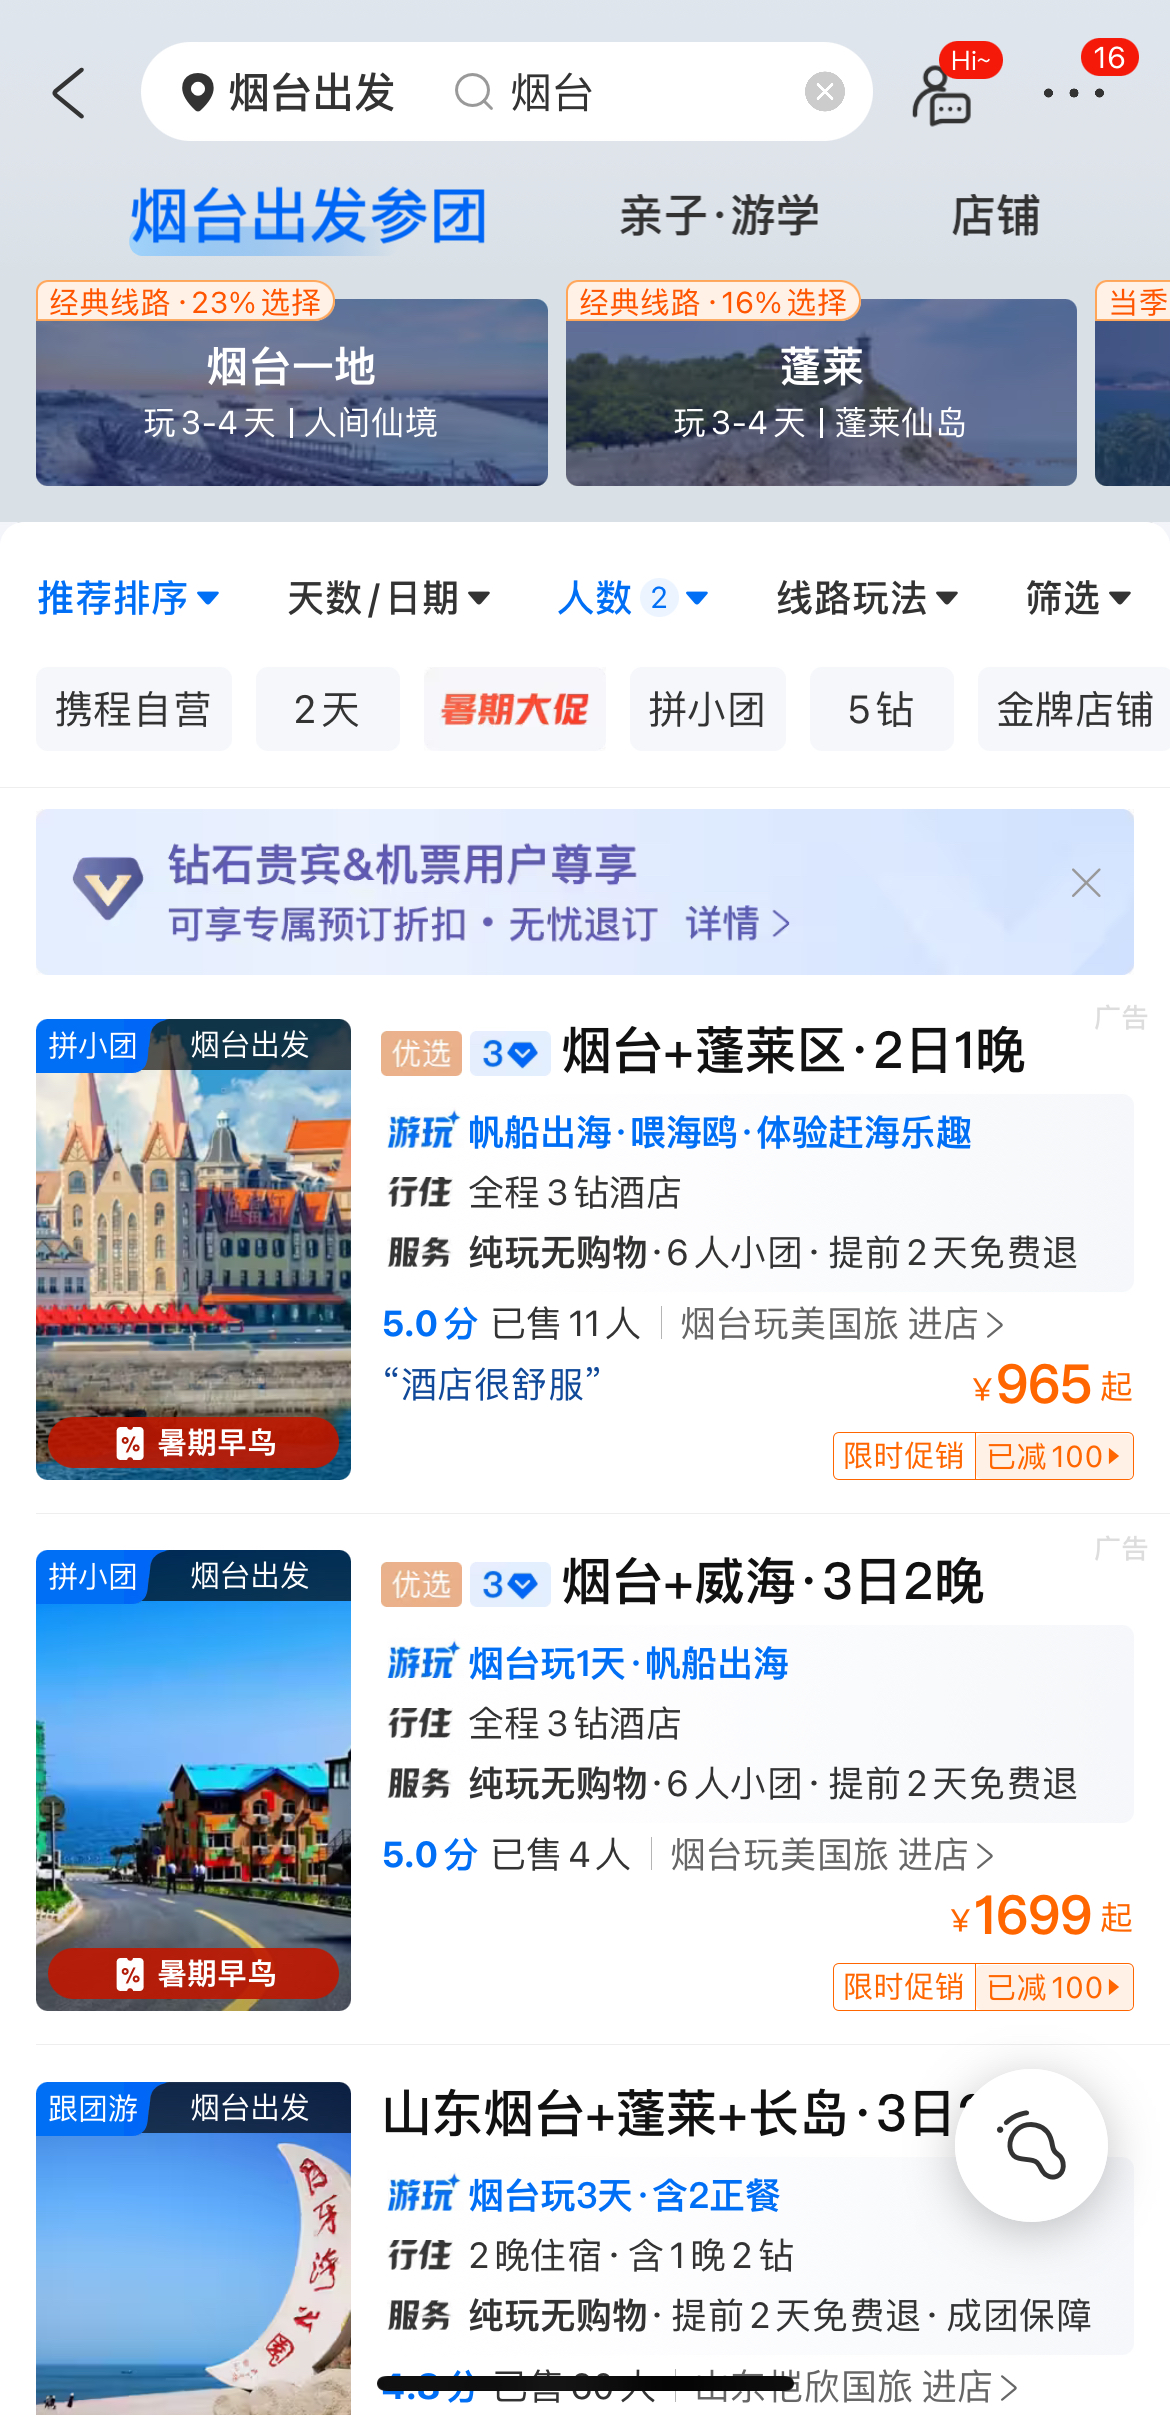 烟台出发 烟台
Hi~
16
烟台出发参团 亲子·游学 店铺
经典线路·23%选择
烟台一地
玩3-4天 | 人间仙境
经典线路·16%选择
蓬莱
玩3-4天 | 蓬莱仙岛
当季
推荐排序 天数/日期 人数 2 线路玩法 筛选
携程自营 2天 暑期大促 拼小团 5钻 金牌店铺
钻石贵宾&机票用户尊享
可享专属预订折扣·无忧退订 详情
广告
拼小团 烟台出发
优选 3 烟台+蓬莱区·2日1晚
游玩 帆船出海·喂海鸥·体验赶海乐趣
行住 全程3钻酒店
服务 纯玩无购物·6人小团·提前2天免费退
5.0分 已售11人 烟台玩美国旅 进店
“酒店很舒服”
¥965起
暑期早鸟
限时促销 已减100
广告
拼小团 烟台出发
优选 3 烟台+威海·3日2晚
游玩 烟台玩1天·帆船出海
行住 全程3钻酒店
服务 纯玩无购物·6人小团·提前2天免费退
5.0分 已售4人 烟台玩美国旅 进店
¥1699起
暑期早鸟
限时促销 已减100
跟团游 烟台出发
山东烟台+蓬莱+长岛·3日
游玩 烟台玩3天·含2正餐
行住 2晚住宿·含1晚2钻
服务 纯玩无购物·提前2天免费退·成团保障
月牙湾公园
已售 人 山东恺欣国旅 进店